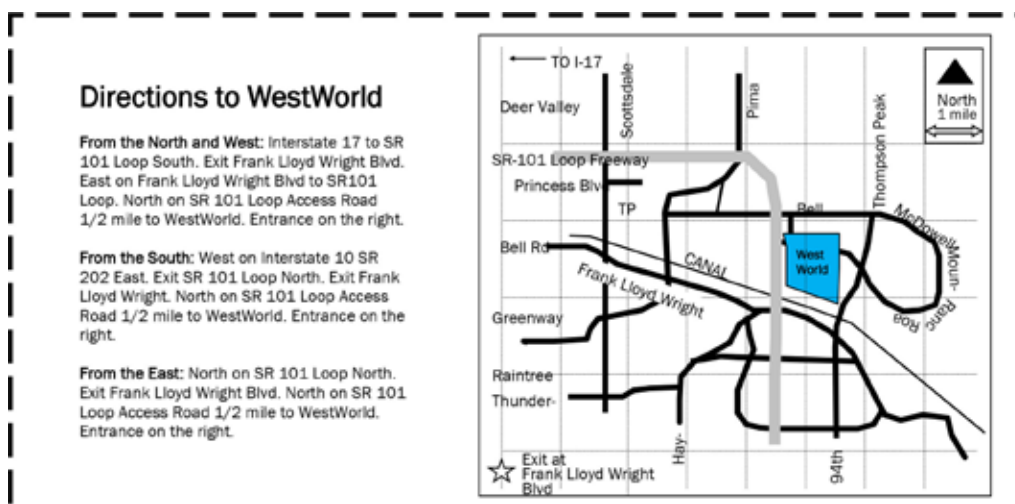 Directions to WestWorld
From the North and West: Interstate 17 to SR
101 Loop South. Exit Frank Lloyd Wright Blvd.
East on Frank Lloyd Wright Blvd to SR101
Loop. North on SR 101 Loop Access Road
1/2 mile to WestWorld. Entrance on the right.
From the South: West on Interstate 10 SR
202 East. Exit SR 101 Loop North. Exit Frank
Lloyd Wright. North on SR 101 Loop Access
Road 1/2 mile to WestWorld. Entrance on the
right.
From the East: North on SR 101 Loop North.
Exit Frank Lloyd Wright Blvd. North on SR 101
Loop Access Road 1/2 mile to WestWorld.
Entrance on the right.
TO I-17
Deer Valley
Scottsdale
Pima
Thompson Peak
North
1 mile
SR-101 Loop Freeway
Princess Blv
TP
Bell
McDowell
Moun-
Ranc
Roa
Bell Rd
CANAL
West
World
Frank Lloyd Wright
Greenway
Raintree
Thunder-
Hay-
94th
Exit at
Frank Lloyd Wright
Blvd